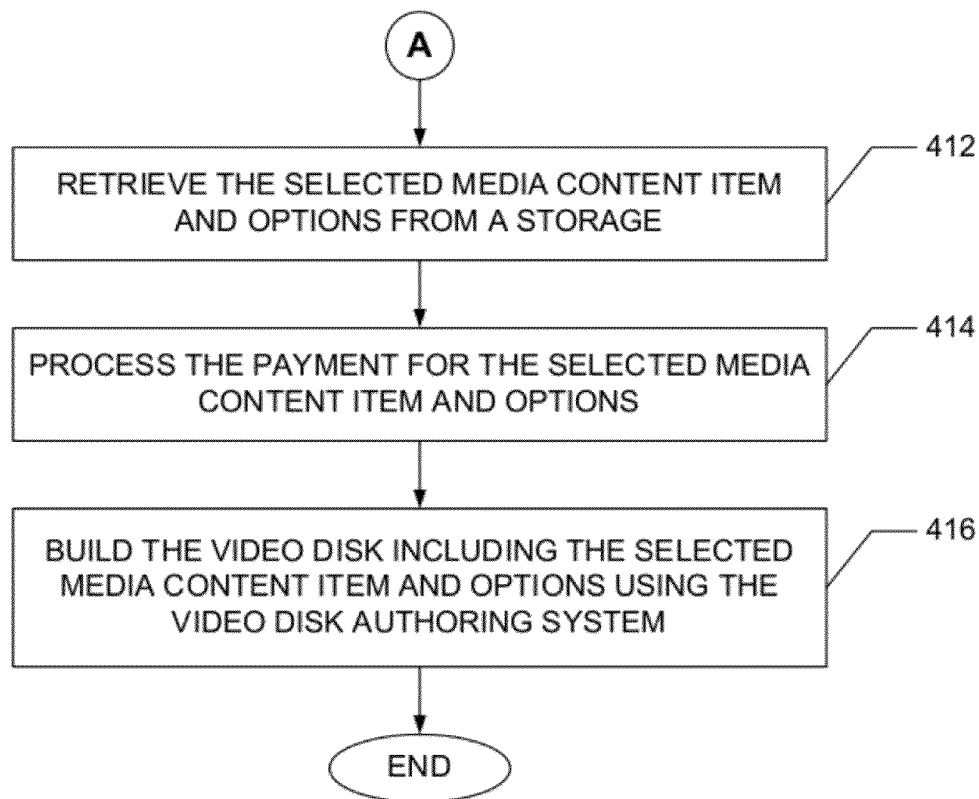 A
412
RETRIEVE THE SELECTED MEDIA CONTENT ITEM
AND OPTIONS FROM A STORAGE
414
PROCESS THE PAYMENT FOR THE SELECTED MEDIA
CONTENT ITEM AND OPTIONS
416
BUILD THE VIDEO DISK INCLUDING THE SELECTED
MEDIA CONTENT ITEM AND OPTIONS USING THE
VIDEO DISK AUTHORING SYSTEM
END